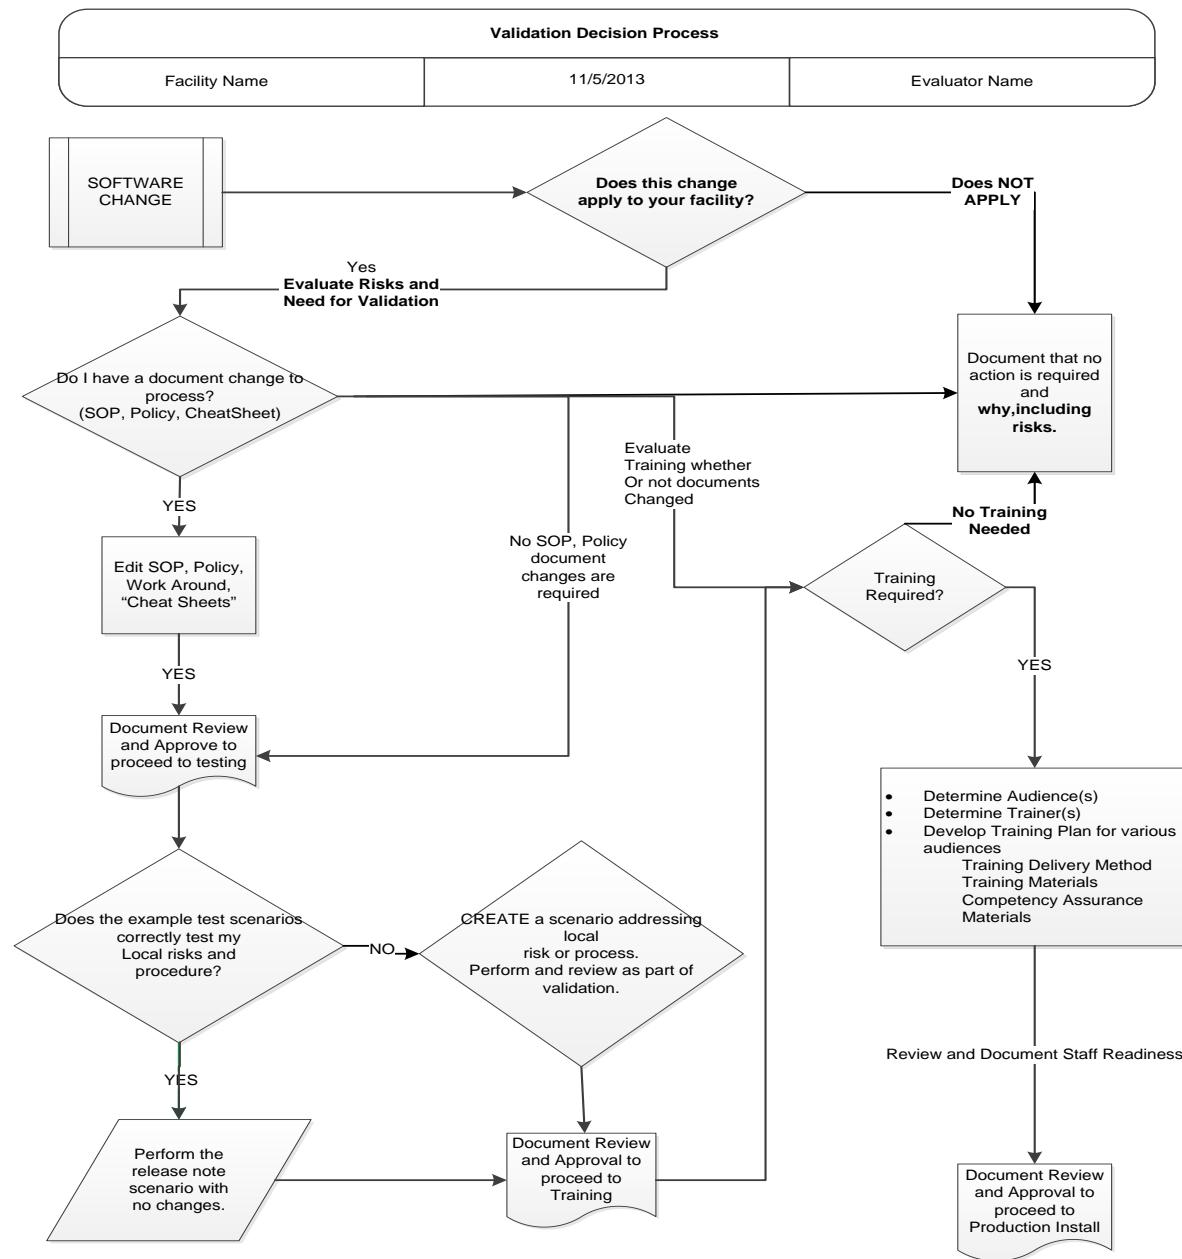 Validation Decision Process
Facility Name
11/5/2013
Evaluator Name
SOFTWARE
CHANGE
Does this change
apply to your facility?
Does NOT
APPLY
Yes
Evaluate Risks and
Need for Validation
Do I have a document change to
process?
(SOP, Policy, CheatSheet)
Document that no
action is required
and
why,including
risks.
Evaluate
Training whether
Or not documents
Changed
YES
No SOP, Policy
document
changes are
required
No Training
Needed
Edit SOP, Policy,
Work Around,
“Cheat Sheets”
Training
Required?
YES
YES
Document Review
and Approve to
proceed to testing
• Determine Audience(s)
• Determine Trainer(s)
• Develop Training Plan for various
audiences
Training Delivery Method
Training Materials
Competency Assurance
Materials
Does the example test scenarios
correctly test my
Local risks and
procedure?
NO
CREATE a scenario addressing
local
risk or process.
Perform and review as part of
validation.
YES
Review and Document Staff Readiness
Perform the
release note
scenario with
no changes.
Document Review
and Approval to
proceed to
Training
Document Review
and Approval to
proceed to
Production Install